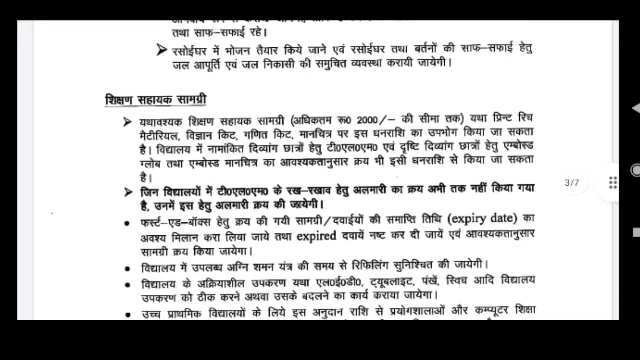 तथा साफ-सफाई रहे।
➤ रसोईघर में भोजन तैयार किये जाने एवं रसोईघर तथा बर्तनों की साफ-सफाई हेतु
जल आपूर्ति एवं जल निकासी की समुचित व्यवस्था करायी जायेगी।
शिक्षण सहायक सामग्री
➤ यथावश्यक शिक्षण सहायक सामग्री (अधिकतम रू0 2000/- की सीमा तक) यथा प्रिन्ट रिच
मैटीरियल, विज्ञान किट, गणित किट, मानचित्र पर इस धनराशि का उपभोग किया जा सकता
है। विद्यालय में नामांकित दिव्यांग छात्रों हेतु टी0एल0एम0 एवं दृष्टि दिव्यांग छात्रों हेतु एम्बोस्ड
ग्लोब तथा एम्बोस्ड मानचित्र का आवश्यकतानुसार क्रय भी इसी धनराशि से किया जा सकता
है।
➤ जिन विद्यालयों में टी0एल0एम0 के रख-रखाव हेतु अलमारी का क्रय अभी तक नहीं किया गया
है, उनमें इस हेतु अलमारी क्रय की जायेगी।
• फर्स्ट-एड-बॉक्स हेतु क्रय की गयी सामग्री/दवाईयों की समाप्ति तिथि (expiry date) का
अवश्य मिलान करा लिया जाये तथा expired दवायें नष्ट कर दी जायें एवं आवश्यकतानुसार
सामग्री क्रय किया जायेगा।
• विद्यालय में उपलब्ध अग्नि शमन यंत्र की समय से रिफिलिंग सुनिश्चित की जायेगी।
• विद्यालय के अक्रियाशील उपकरण यथा एल0ई0डी0, ट्यूबलाइट, पंखें, स्विच आदि विद्यालय
उपकरण को ठीक करने अथवा उसके बदलने का कार्य कराया जायेगा।
• उच्च प्राथमिक विद्यालयों के लिये इस अनुदान राशि से प्रयोगशालाओं और कम्प्यूटर शिक्षा
3/7